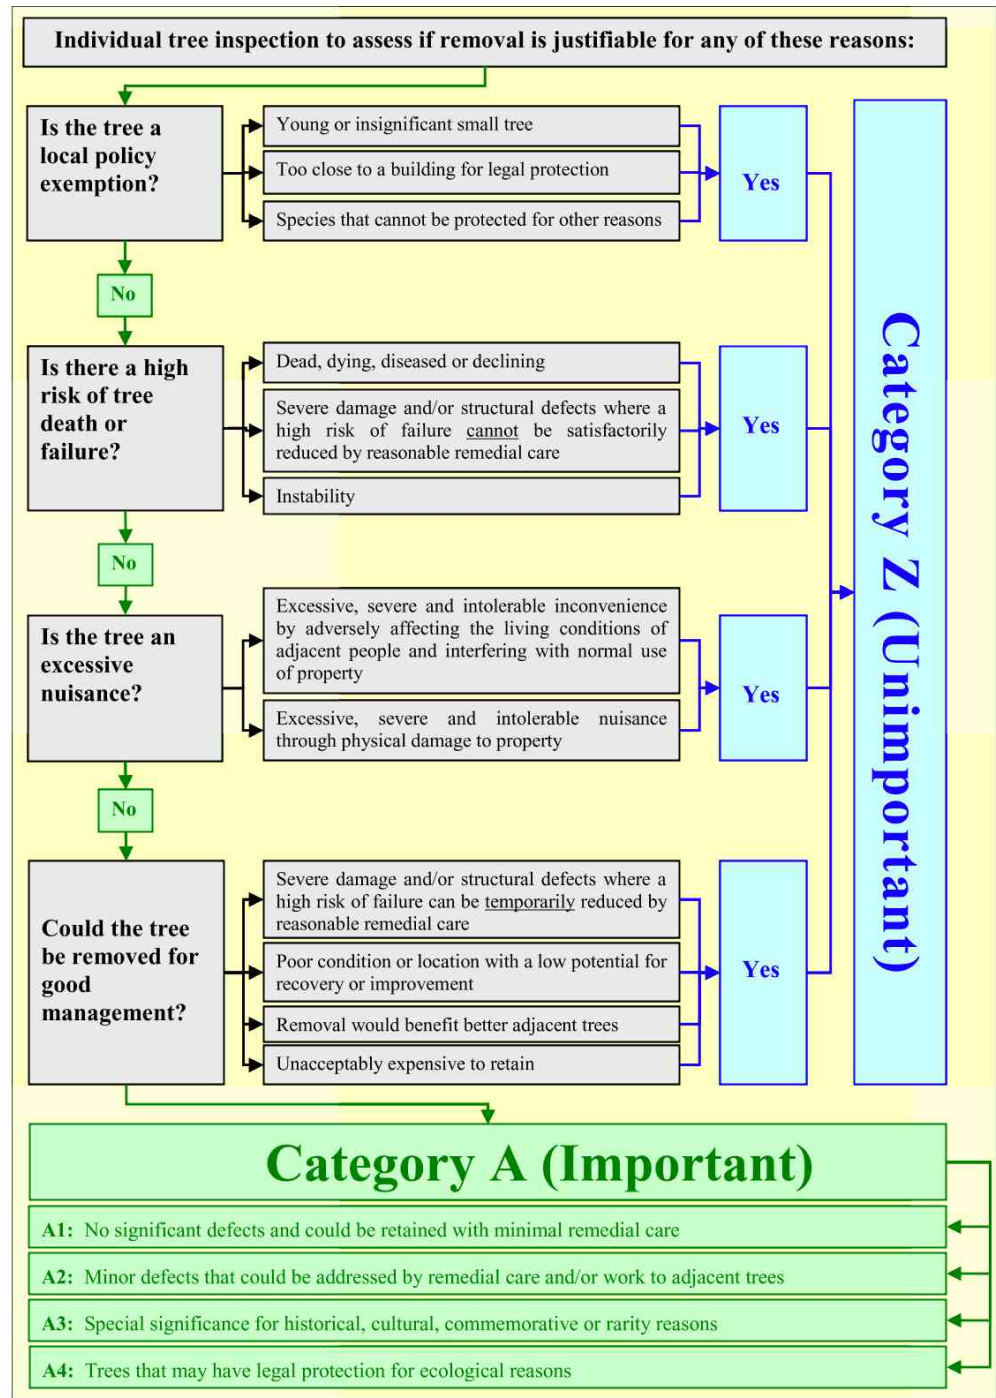 Individual tree inspection to assess if removal is justifiable for any of these reasons:
Is the tree a
local policy
exemption?
Young or insignificant small tree
Too close to a building for legal protection
Species that cannot be protected for other reasons
Yes
No
Is there a high
risk of tree
death or
failure?
Dead, dying, diseased or declining
Severe damage and/or structural defects where a
high risk of failure cannot be satisfactorily
reduced by reasonable remedial care
Instability
Yes
No
Is the tree an
excessive
nuisance?
Excessive, severe and intolerable inconvenience
by adversely affecting the living conditions of
adjacent people and interfering with normal use
of property
Excessive, severe and intolerable nuisance
through physical damage to property
Yes
No
Could the tree
be removed for
good
management?
Severe damage and/or structural defects where a
high risk of failure can be temporarily reduced by
reasonable remedial care
Poor condition or location with a low potential for
recovery or improvement
Removal would benefit better adjacent trees
Unacceptably expensive to retain
Yes
Category Z (Unimportant)
Category A (Important)
A1: No significant defects and could be retained with minimal remedial care
A2: Minor defects that could be addressed by remedial care and/or work to adjacent trees
A3: Special significance for historical, cultural, commemorative or rarity reasons
A4: Trees that may have legal protection for ecological reasons